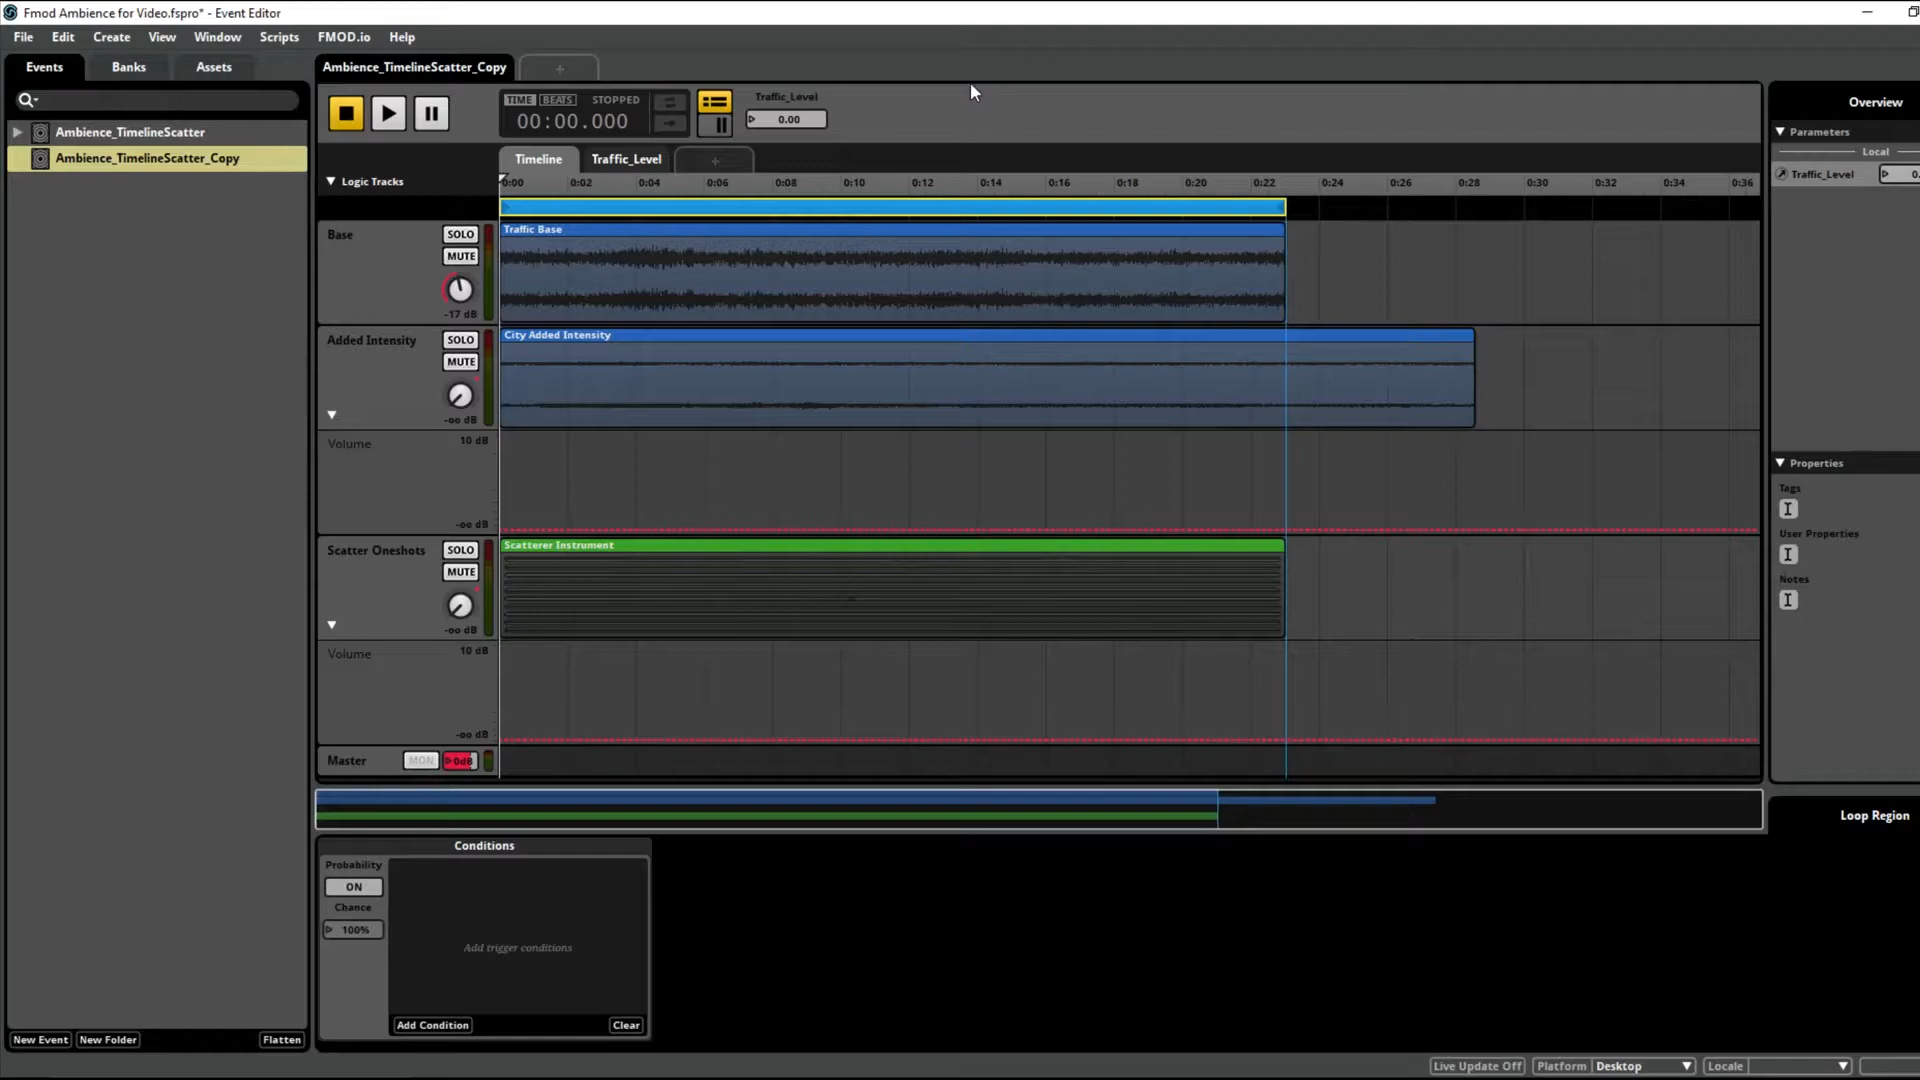 Fmod Ambience for Video.fspro* - Event Editor
File Edit Create View Window Scripts FMOD.io Help
Events Banks Assets
Ambience_TimelineScatter_Copy +
TIME BEATS STOPPED
00:00.000
Traffic_Level
0.00
Overview
Parameters
Local
Traffic_Level 0.
Ambience_TimelineScatter
Ambience_TimelineScatter_Copy
Timeline Traffic_Level +
Logic Tracks
0:00 0:02 0:04 0:06 0:08 0:10 0:12 0:14 0:16 0:18 0:20 0:22 0:24 0:26 0:28 0:30 0:32 0:34 0:36
Base SOLO
MUTE
-17 dB
Traffic Base
Added Intensity SOLO
MUTE
-oo dB
City Added Intensity
Volume 10 dB
-oo dB
Scatter Oneshots SOLO
MUTE
-oo dB
Scatterer Instrument
Volume 10 dB
-oo dB
Master MON 0dB
Properties
Tags
User Properties
Notes
Loop Region
Conditions
Probability
ON
Chance
100%
Add trigger conditions
Add Condition Clear
New Event New Folder Flatten
Live Update Off Platform Desktop Locale